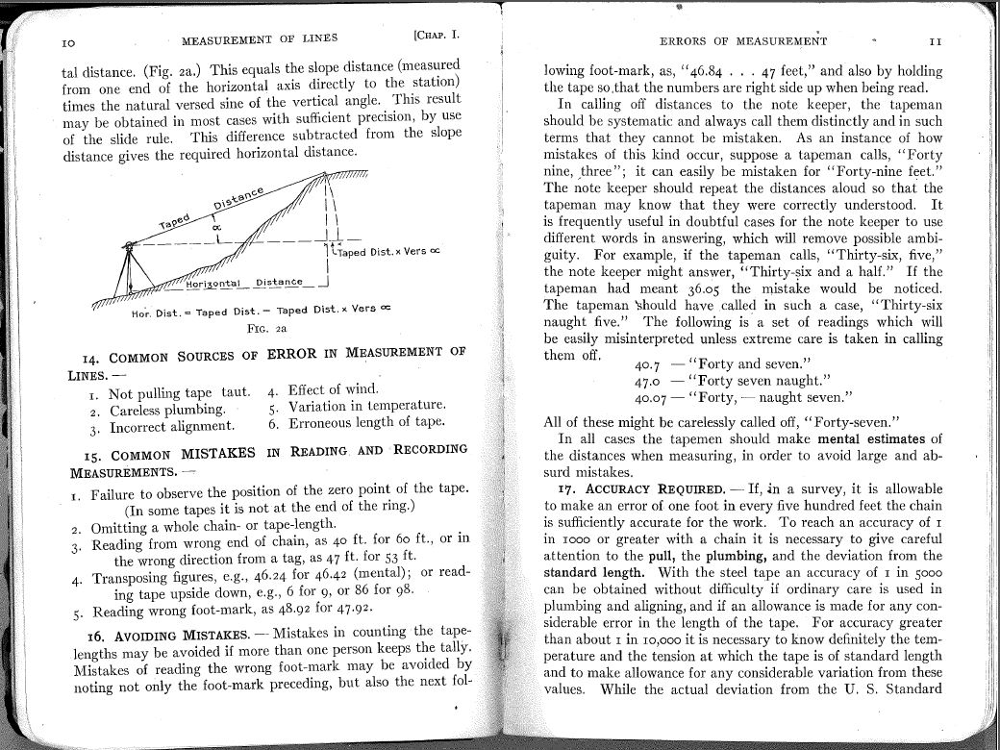 10 MEASUREMENT OF LINES [CHAP. I.
tal distance. (Fig. 2a.) This equals the slope distance (measured
from one end of the horizontal axis directly to the station)
times the natural versed sine of the vertical angle. This result
may be obtained in most cases with sufficient precision, by use
of the slide rule. This difference subtracted from the slope
distance gives the required horizontal distance.
Taped Distance
∝
Taped Dist. x Vers ∝
Horizontal Distance
Hor. Dist. = Taped Dist. – Taped Dist. x Vers ∝
FIG. 2a
14. COMMON SOURCES OF ERROR IN MEASUREMENT OF
LINES. —
1. Not pulling tape taut. 4. Effect of wind.
2. Careless plumbing. 5. Variation in temperature.
3. Incorrect alignment. 6. Erroneous length of tape.
15. COMMON MISTAKES IN READING AND RECORDING
MEASUREMENTS. —
1. Failure to observe the position of the zero point of the tape.
(In some tapes it is not at the end of the ring.)
2. Omitting a whole chain- or tape-length.
3. Reading from wrong end of chain, as 40 ft. for 60 ft., or in
the wrong direction from a tag, as 47 ft. for 53 ft.
4. Transposing figures, e.g., 46.24 for 46.42 (mental); or read-
ing tape upside down, e.g., 6 for 9, or 86 for 98.
5. Reading wrong foot-mark, as 48.92 for 47.92.
16. AVOIDING MISTAKES. — Mistakes in counting the tape-
lengths may be avoided if more than one person keeps the tally.
Mistakes of reading the wrong foot-mark may be avoided by
noting not only the foot-mark preceding, but also the next fol-
ERRORS OF MEASUREMENT 11
lowing foot-mark, as, "46.84 . . . 47 feet," and also by holding
the tape so that the numbers are right side up when being read.
In calling off distances to the note keeper, the tapeman
should be systematic and always call them distinctly and in such
terms that they cannot be mistaken. As an instance of how
mistakes of this kind occur, suppose a tapeman calls, "Forty
nine, three"; it can easily be mistaken for "Forty-nine feet."
The note keeper should repeat the distances aloud so that the
tapeman may know that they were correctly understood. It
is frequently useful in doubtful cases for the note keeper to use
different words in answering, which will remove possible ambi-
guity. For example, if the tapeman calls, "Thirty-six, five,"
the note keeper might answer, "Thirty-six and a half." If the
tapeman had meant 36.05 the mistake would be noticed.
The tapeman should have called in such a case, "Thirty-six
naught five." The following is a set of readings which will
be easily misinterpreted unless extreme care is taken in calling
them off.
40.7 — "Forty and seven."
47.0 — "Forty seven naught."
40.07 — "Forty, — naught seven."
All of these might be carelessly called off, "Forty-seven."
In all cases the tapemen should make mental estimates of
the distances when measuring, in order to avoid large and ab-
surd mistakes.
17. ACCURACY REQUIRED. — If, in a survey, it is allowable
to make an error of one foot in every five hundred feet the chain
is sufficiently accurate for the work. To reach an accuracy of 1
in 1000 or greater with a chain it is necessary to give careful
attention to the pull, the plumbing, and the deviation from the
standard length. With the steel tape an accuracy of 1 in 5000
can be obtained without difficulty if ordinary care is used in
plumbing and aligning, and if an allowance is made for any con-
siderable error in the length of the tape. For accuracy greater
than about 1 in 10,000 it is necessary to know definitely the tem-
perature and the tension at which the tape is of standard length
and to make allowance for any considerable variation from these
values. While the actual deviation from the U. S. Standard